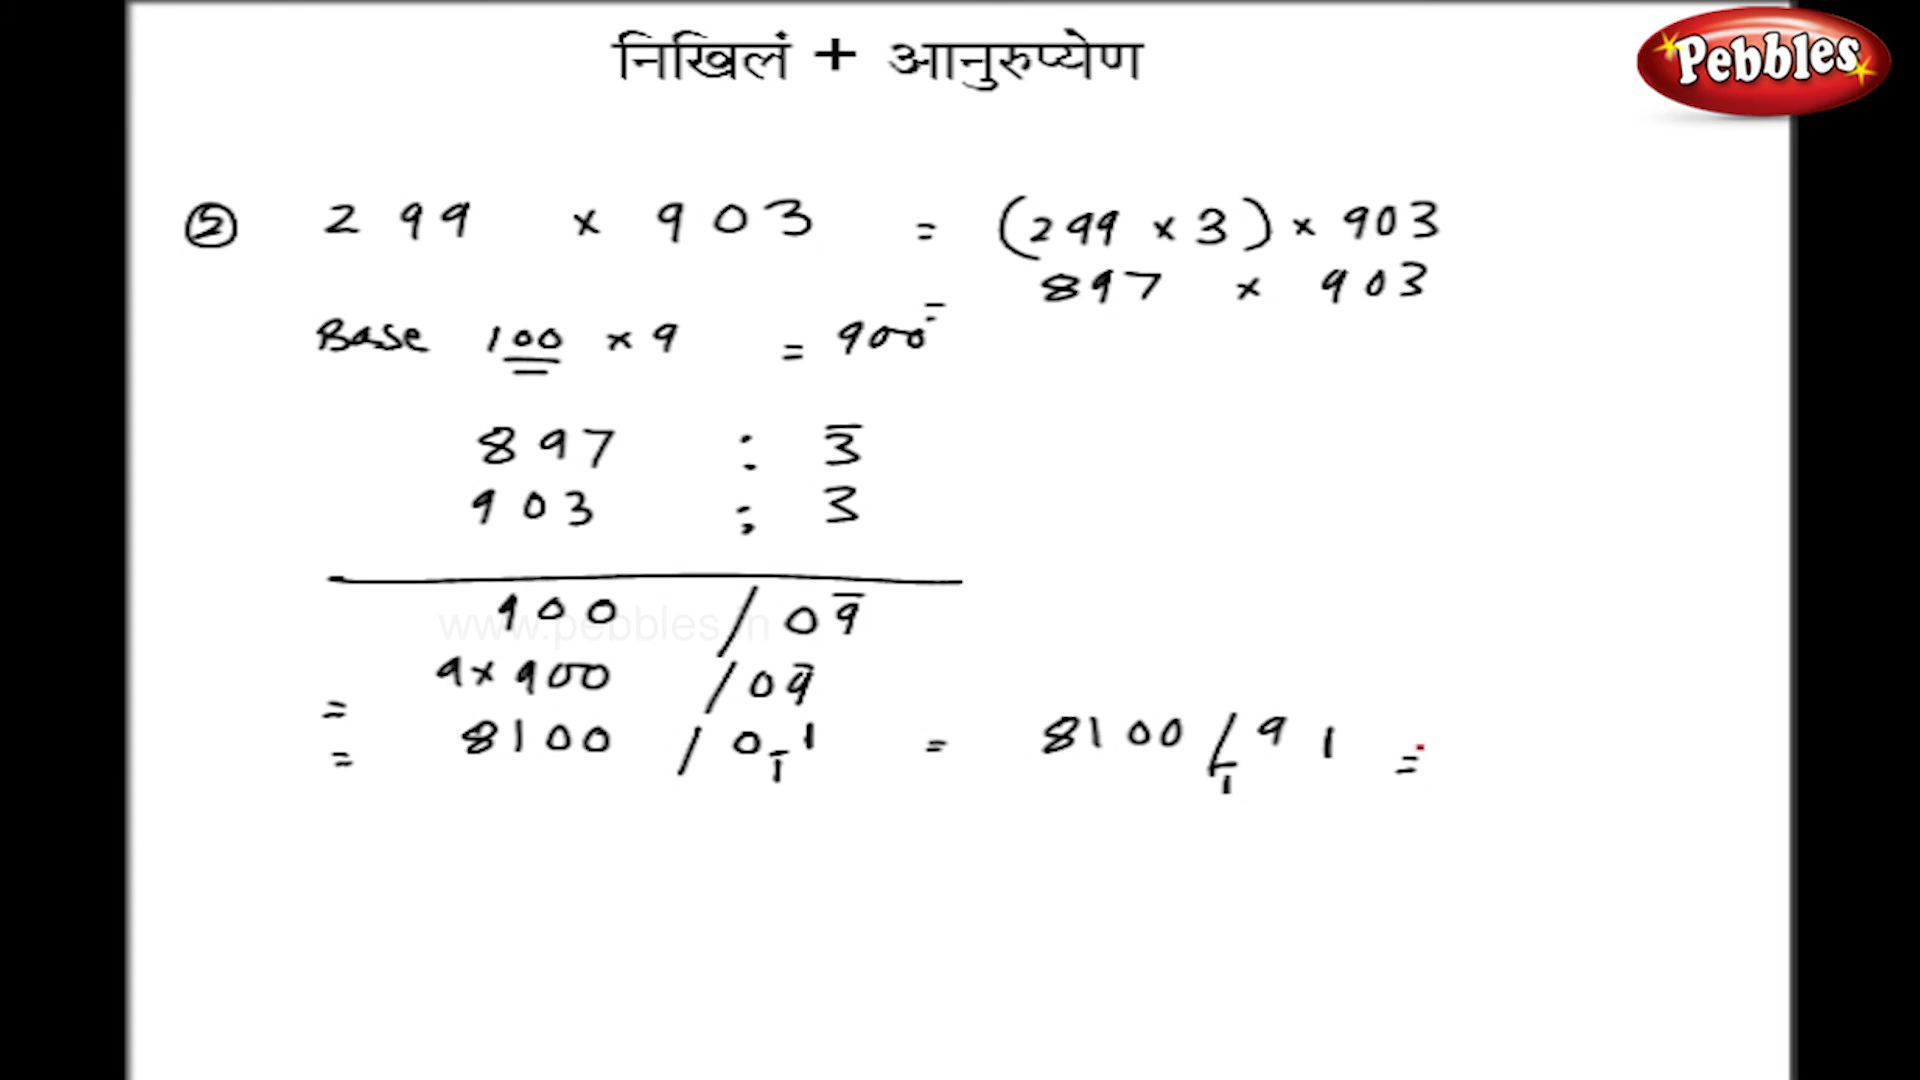 निखिलं + आनुरुप्येण
Pebbles
② 299 × 903 = (299 × 3) × 903
897 × 903
Base 100 × 9 = 900
897 : 3̅
903 : 3
900 / 09̅
= 9 × 900 / 09̅
= 8100 / 0₁̅1 = 8100 /₁̅ 91 =
www.pebbles.in